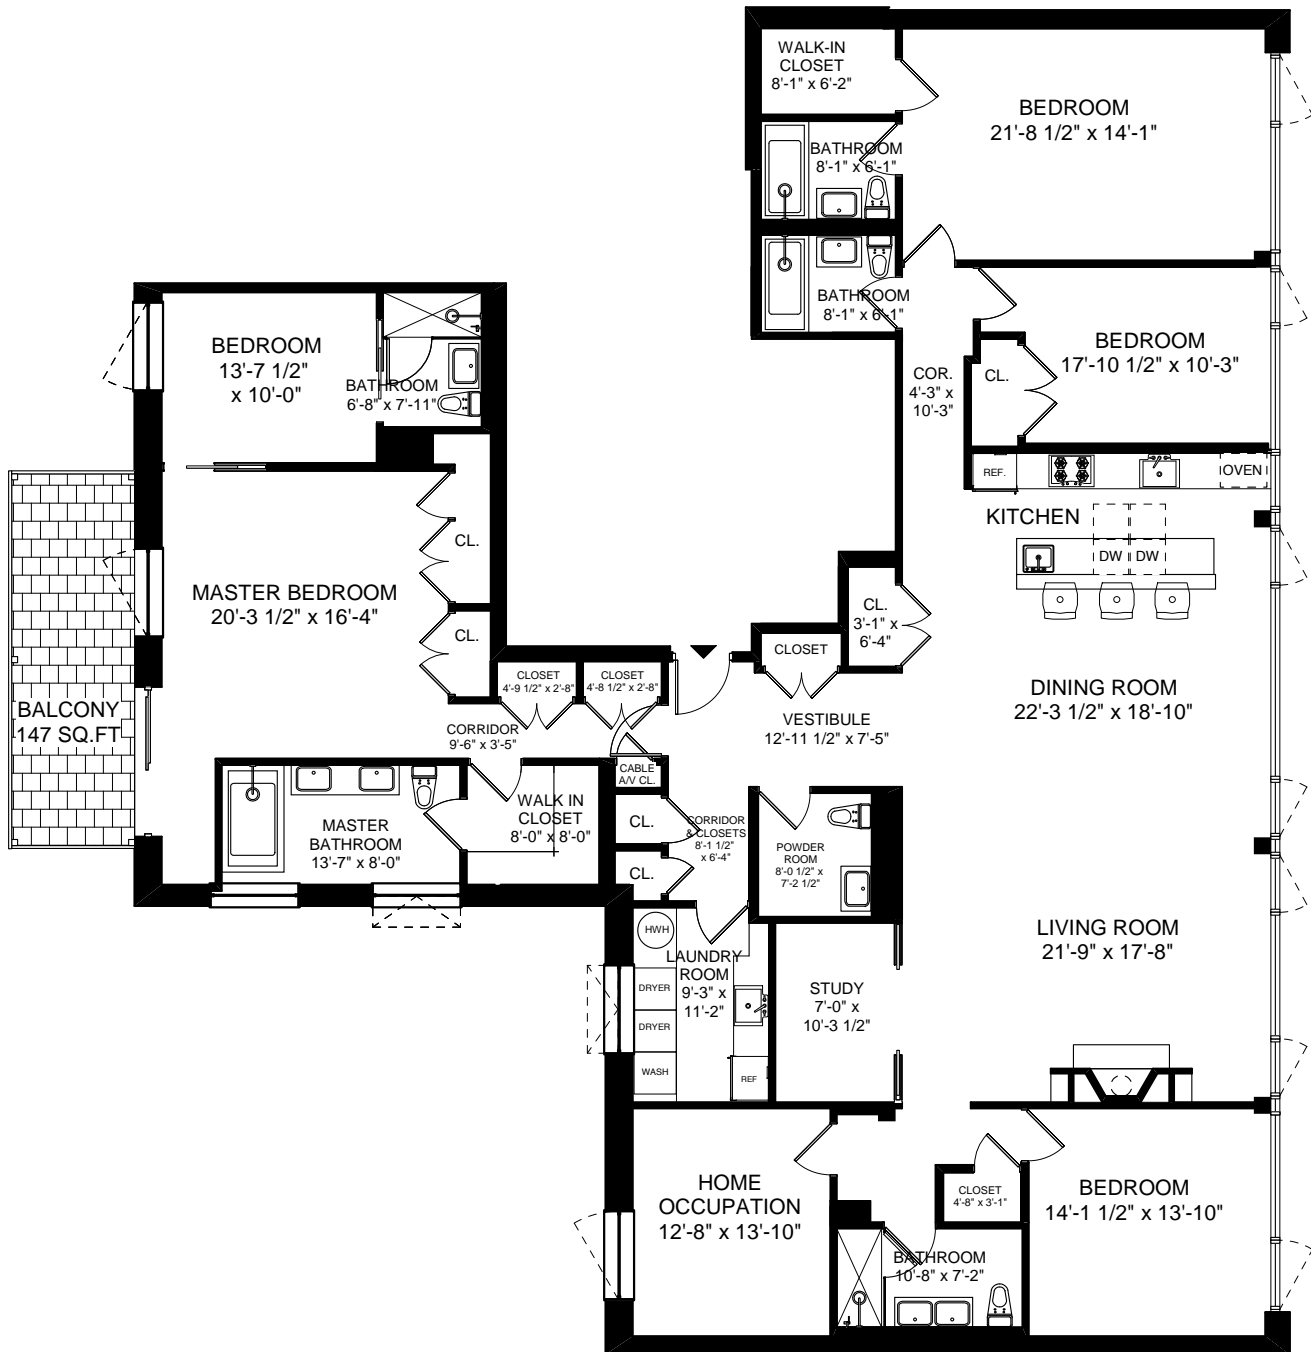 WALK-IN
CLOSET
8'-1" x 6'-2"
BEDROOM
21'-8 1/2" x 14'-1"
BATHROOM
8'-1" x 6'-1"
BATHROOM
8'-1" x 6'-1"
BEDROOM
17'-10 1/2" x 10'-3"
COR.
4'-3" x
10'-3"
CL.
BEDROOM
13'-7 1/2"
x 10'-0"
BATHROOM
6'-8" x 7'-11"
REF.
OVEN
KITCHEN
DW
DW
CL.
MASTER BEDROOM
20'-3 1/2" x 16'-4"
CL.
CL.
3'-1" x
6'-4"
CLOSET
CLOSET
4'-9 1/2" x 2'-8"
CLOSET
4'-8 1/2" x 2'-8"
BALCONY
147 SQ.FT
CORRIDOR
9'-6" x 3'-5"
VESTIBULE
12'-11 1/2" x 7'-5"
DINING ROOM
22'-3 1/2" x 18'-10"
CABLE
A/V CL.
MASTER
BATHROOM
13'-7" x 8'-0"
WALK IN
CLOSET
8'-0" x 8'-0"
CL.
CORRIDOR
& CLOSETS
8'-1 1/2"
x 6'-4"
CL.
POWDER
ROOM
8'-0 1/2" x
7'-2 1/2"
HWH
LAUNDRY
ROOM
9'-3" x
11'-2"
DRYER
DRYER
WASH
REF
STUDY
7'-0" x
10'-3 1/2"
LIVING ROOM
21'-9" x 17'-8"
HOME
OCCUPATION
12'-8" x 13'-10"
CLOSET
4'-8" x 3'-1"
BEDROOM
14'-1 1/2" x 13'-10"
BATHROOM
10'-8" x 7'-2"